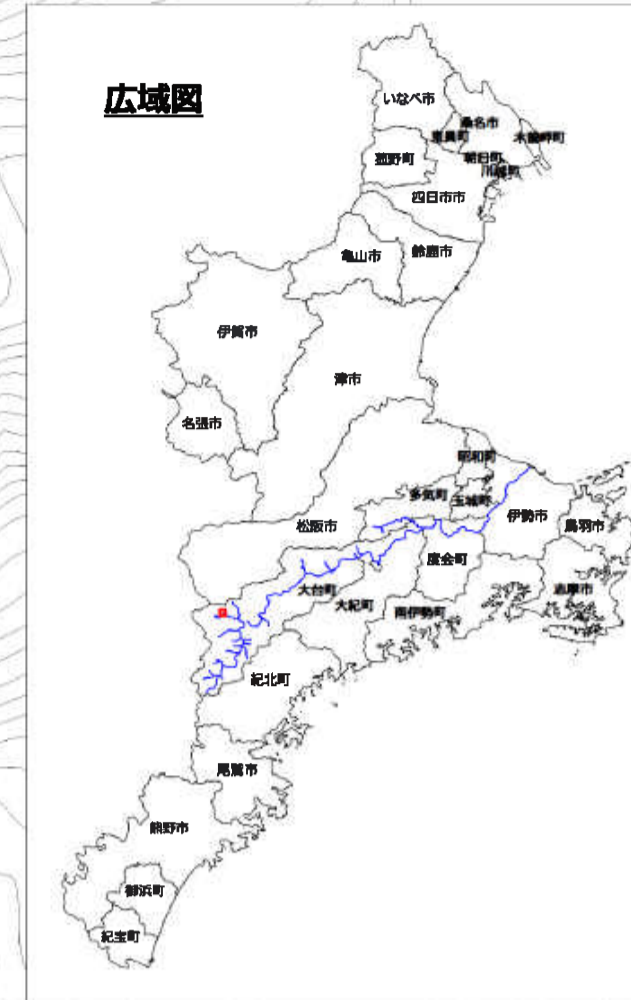 広域図
いなべ市
桑名市
東員町
木曽岬町
菰野町
朝日町
川越町
四日市市
亀山市
鈴鹿市
伊賀市
津市
名張市
明和町
多気町
玉城町
松阪市
伊勢市
鳥羽市
度会町
大台町
志摩市
大紀町
南伊勢町
紀北町
尾鷲市
熊野市
御浜町
紀宝町